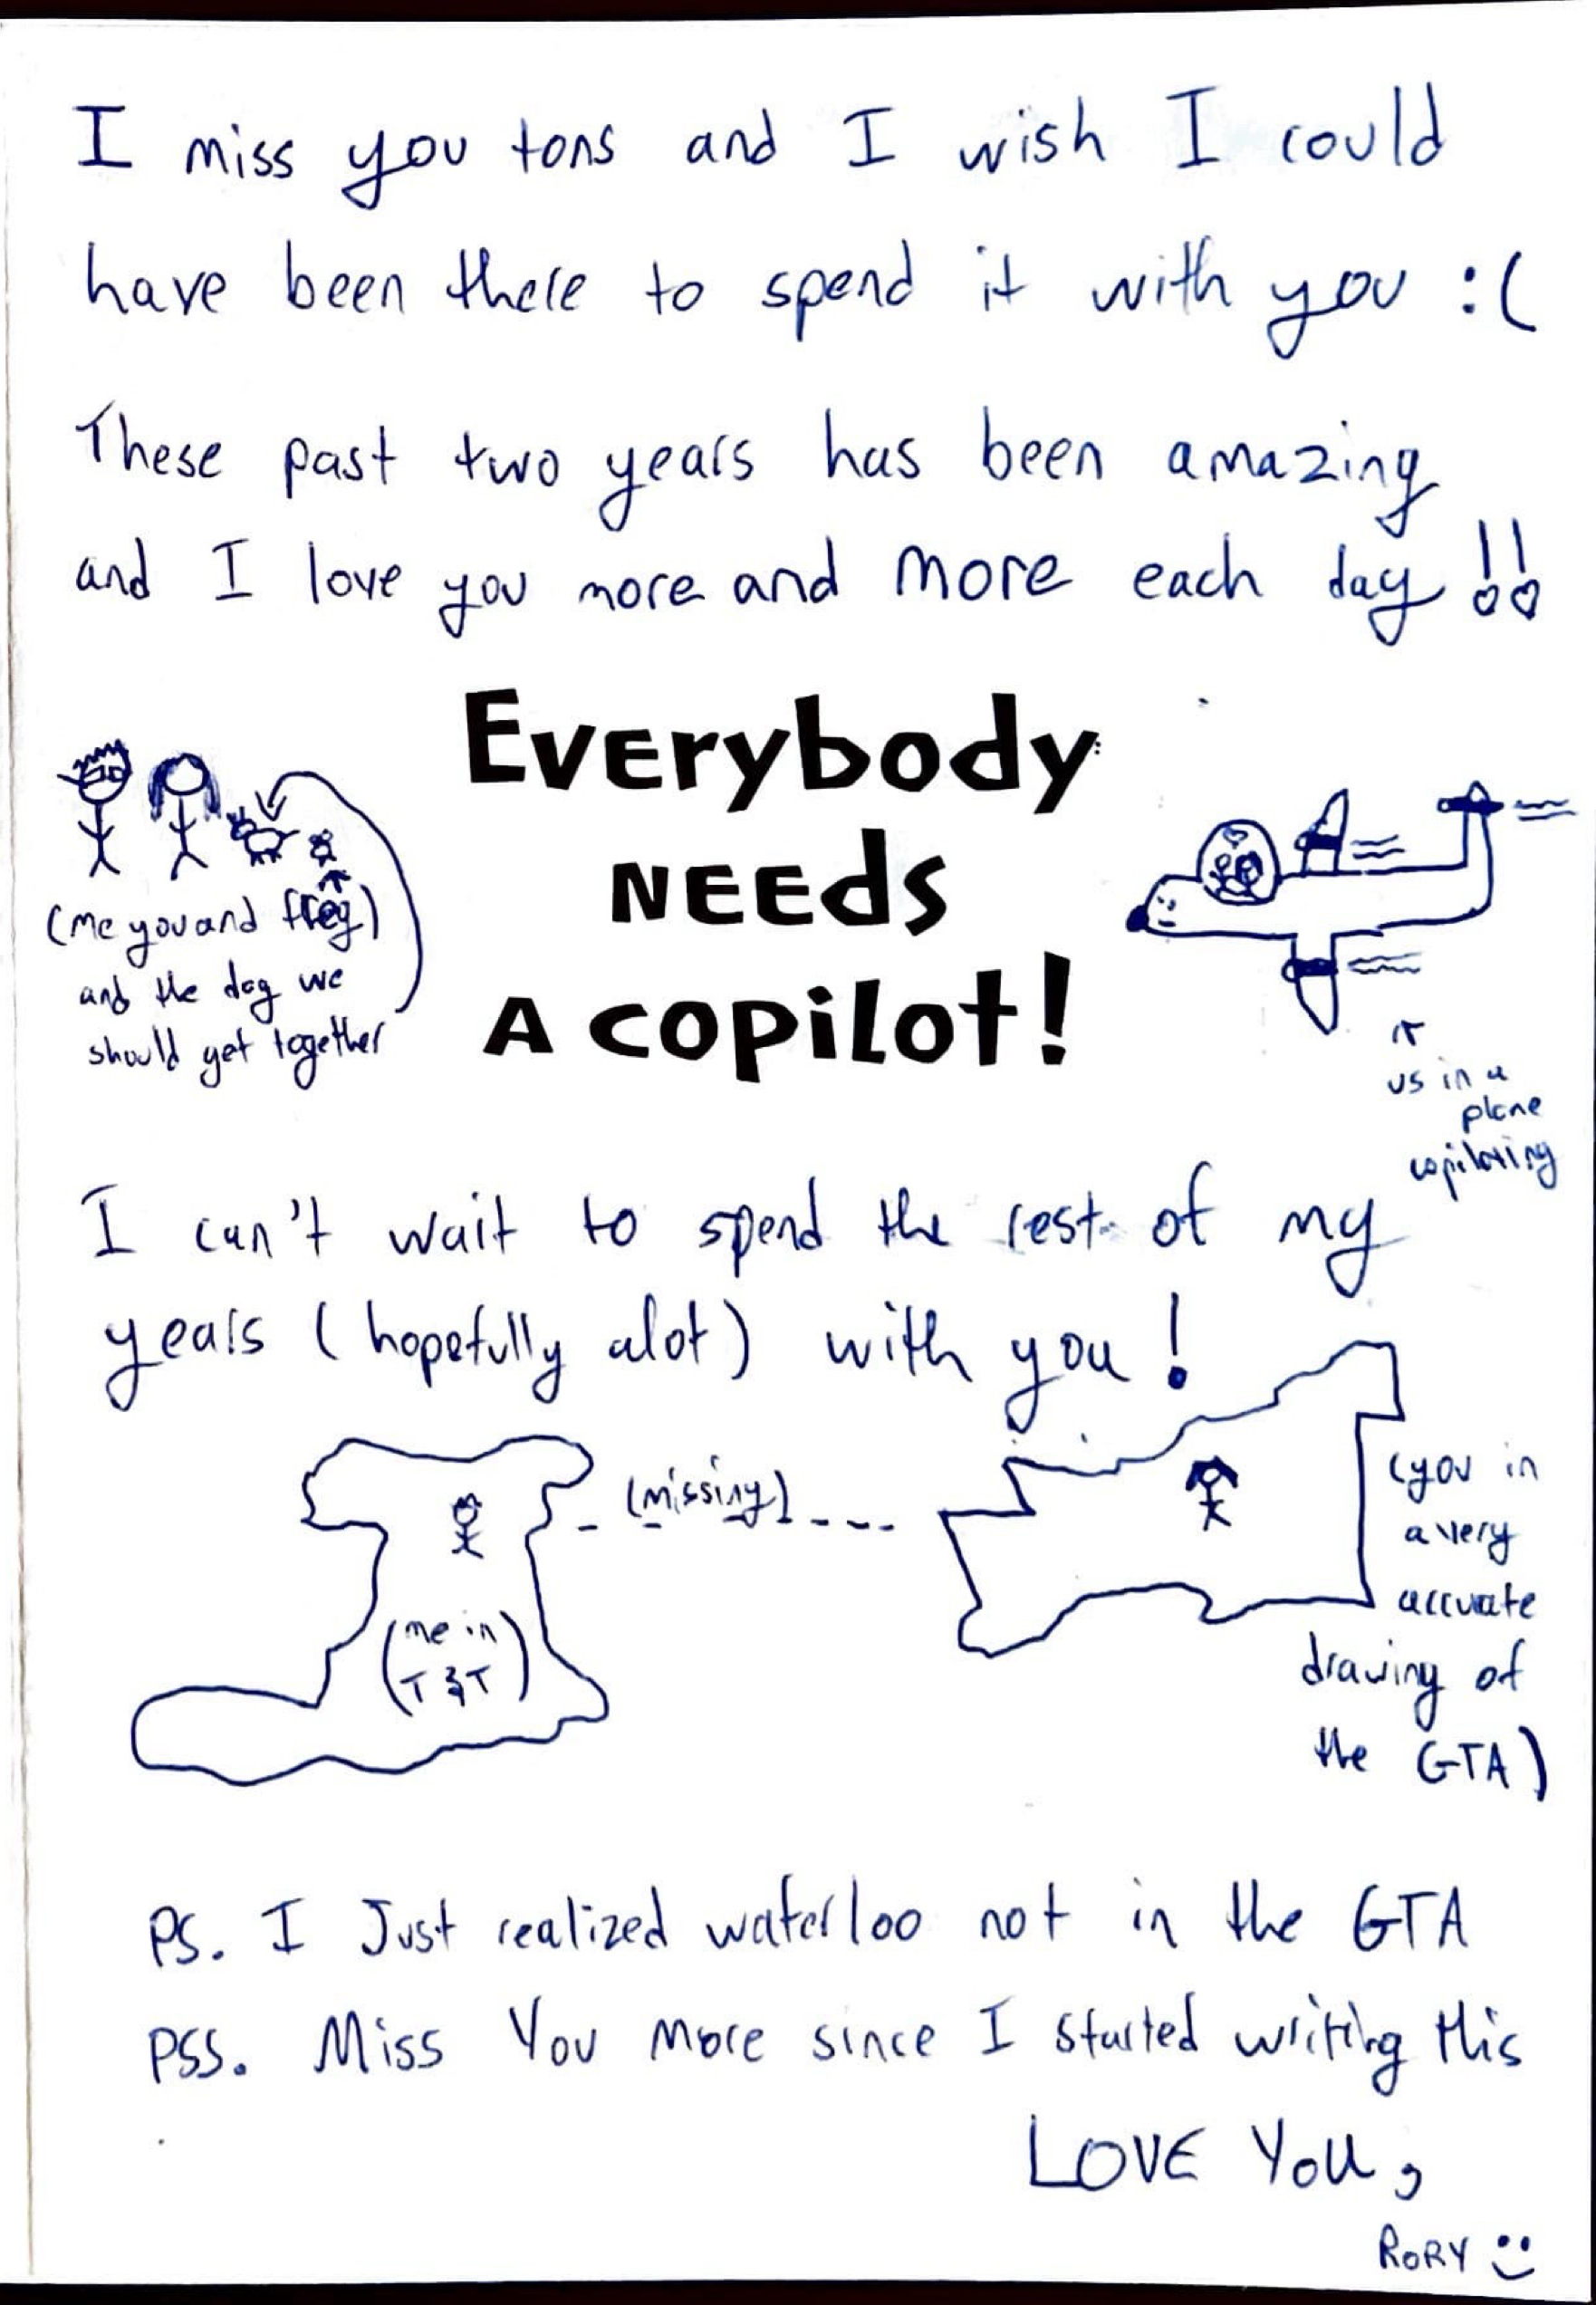 I miss you tons and I wish I could
have been there to spend it with you :(
These past two years has been amazing
and I love you more and more each day !!
Everybody
needs
a copilot!
(me you and frog)
and the dog we
should get together
us in a
plane
copiloting
I can't wait to spend the rest of my
years (hopefully alot) with you!
(missing)
(me in
T & T)
(you in
a very
accurate
drawing of
the GTA)
PS. I Just realized waterloo not in the GTA
PSS. Miss You More since I started writing this
LOVE YOU,
RORY